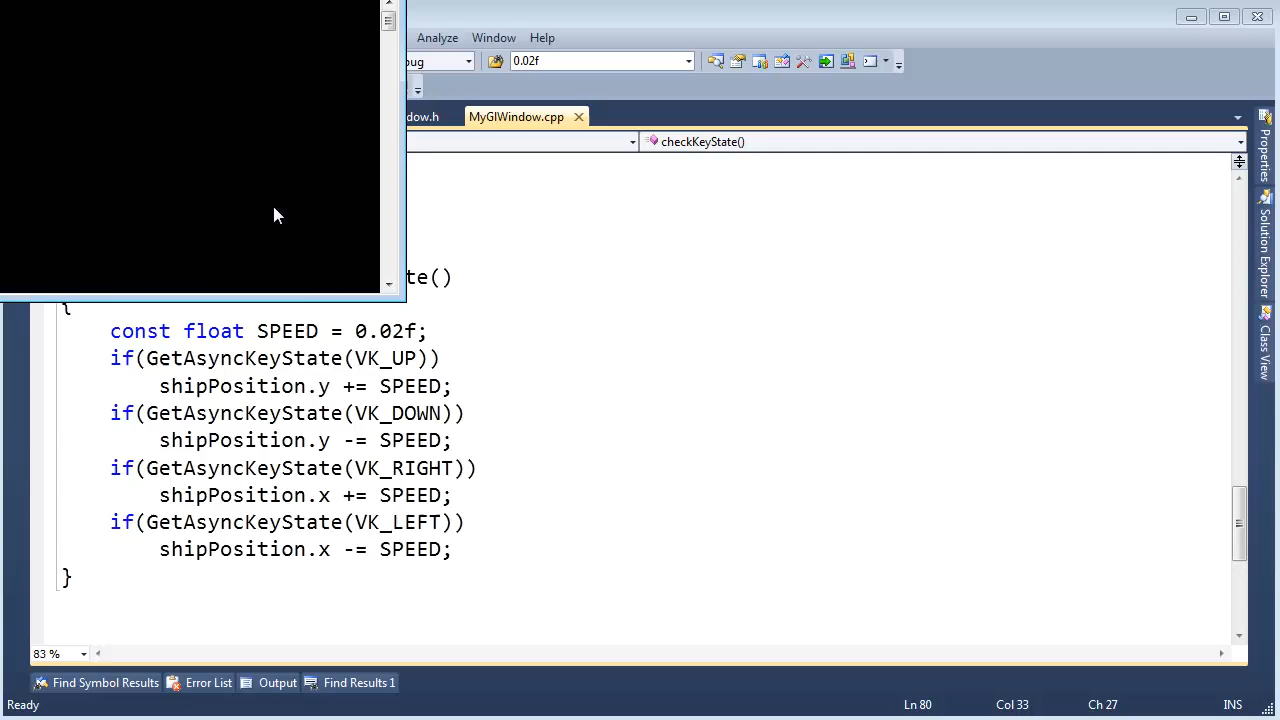 Analyze Window Help
bug 0.02f
dow.h MyGlWindow.cpp
checkKeyState()
te()
{
const float SPEED = 0.02f;
if(GetAsyncKeyState(VK_UP))
shipPosition.y += SPEED;
if(GetAsyncKeyState(VK_DOWN))
shipPosition.y -= SPEED;
if(GetAsyncKeyState(VK_RIGHT))
shipPosition.x += SPEED;
if(GetAsyncKeyState(VK_LEFT))
shipPosition.x -= SPEED;
}
Properties
Solution Explorer
Class View
83 %
Find Symbol Results Error List Output Find Results 1
Ready Ln 80 Col 33 Ch 27 INS